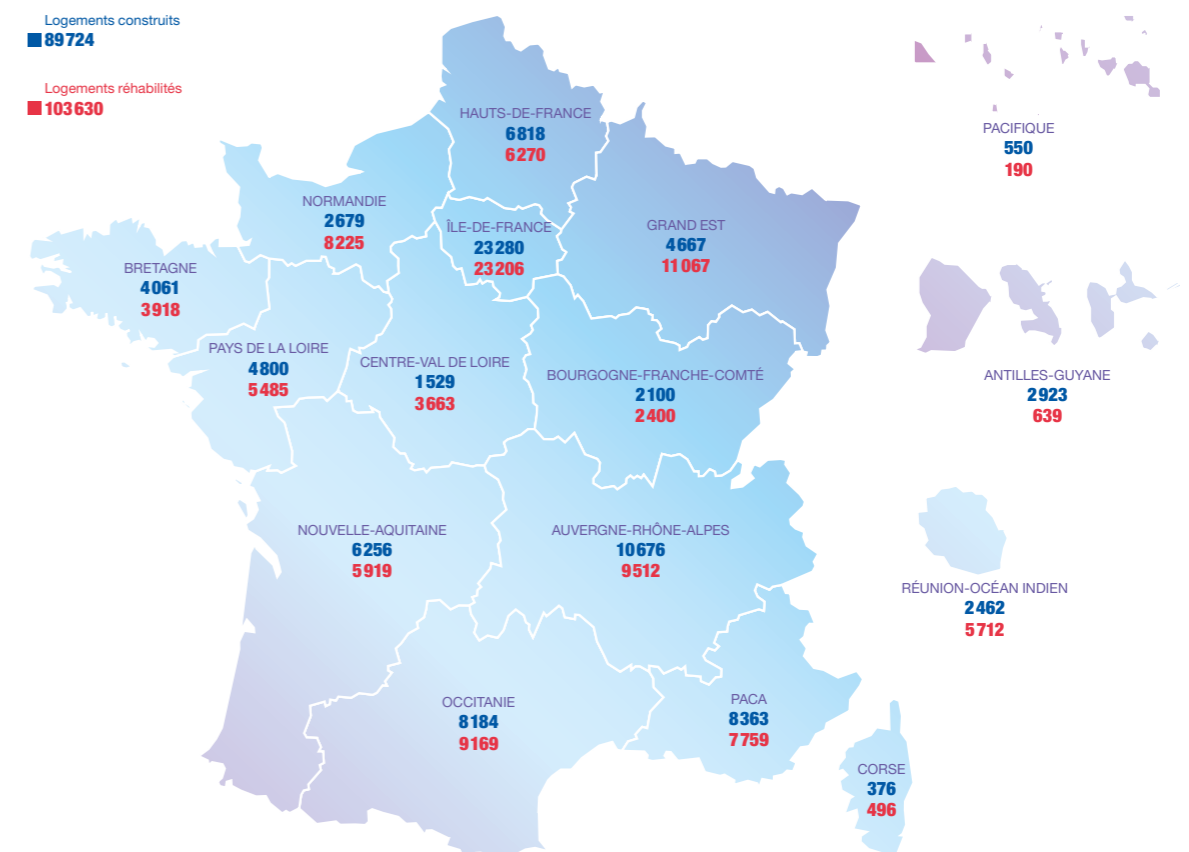 Logements construits
89 724
Logements réhabilités
103 630
HAUTS-DE-FRANCE
6 818
6 270
PACIFIQUE
550
190
NORMANDIE
2 679
8 225
ÎLE-DE-FRANCE
23 280
23 206
GRAND EST
4 667
11 067
BRETAGNE
4 061
3 918
PAYS DE LA LOIRE
4 800
5 485
CENTRE-VAL DE LOIRE
1 529
3 663
BOURGOGNE-FRANCHE-COMTÉ
2 100
2 400
ANTILLES-GUYANE
2 923
639
NOUVELLE-AQUITAINE
6 256
5 919
AUVERGNE-RHÔNE-ALPES
10 676
9 512
RÉUNION-OCÉAN INDIEN
2 462
5 712
OCCITANIE
8 184
9 169
PACA
8 363
7 759
CORSE
376
496